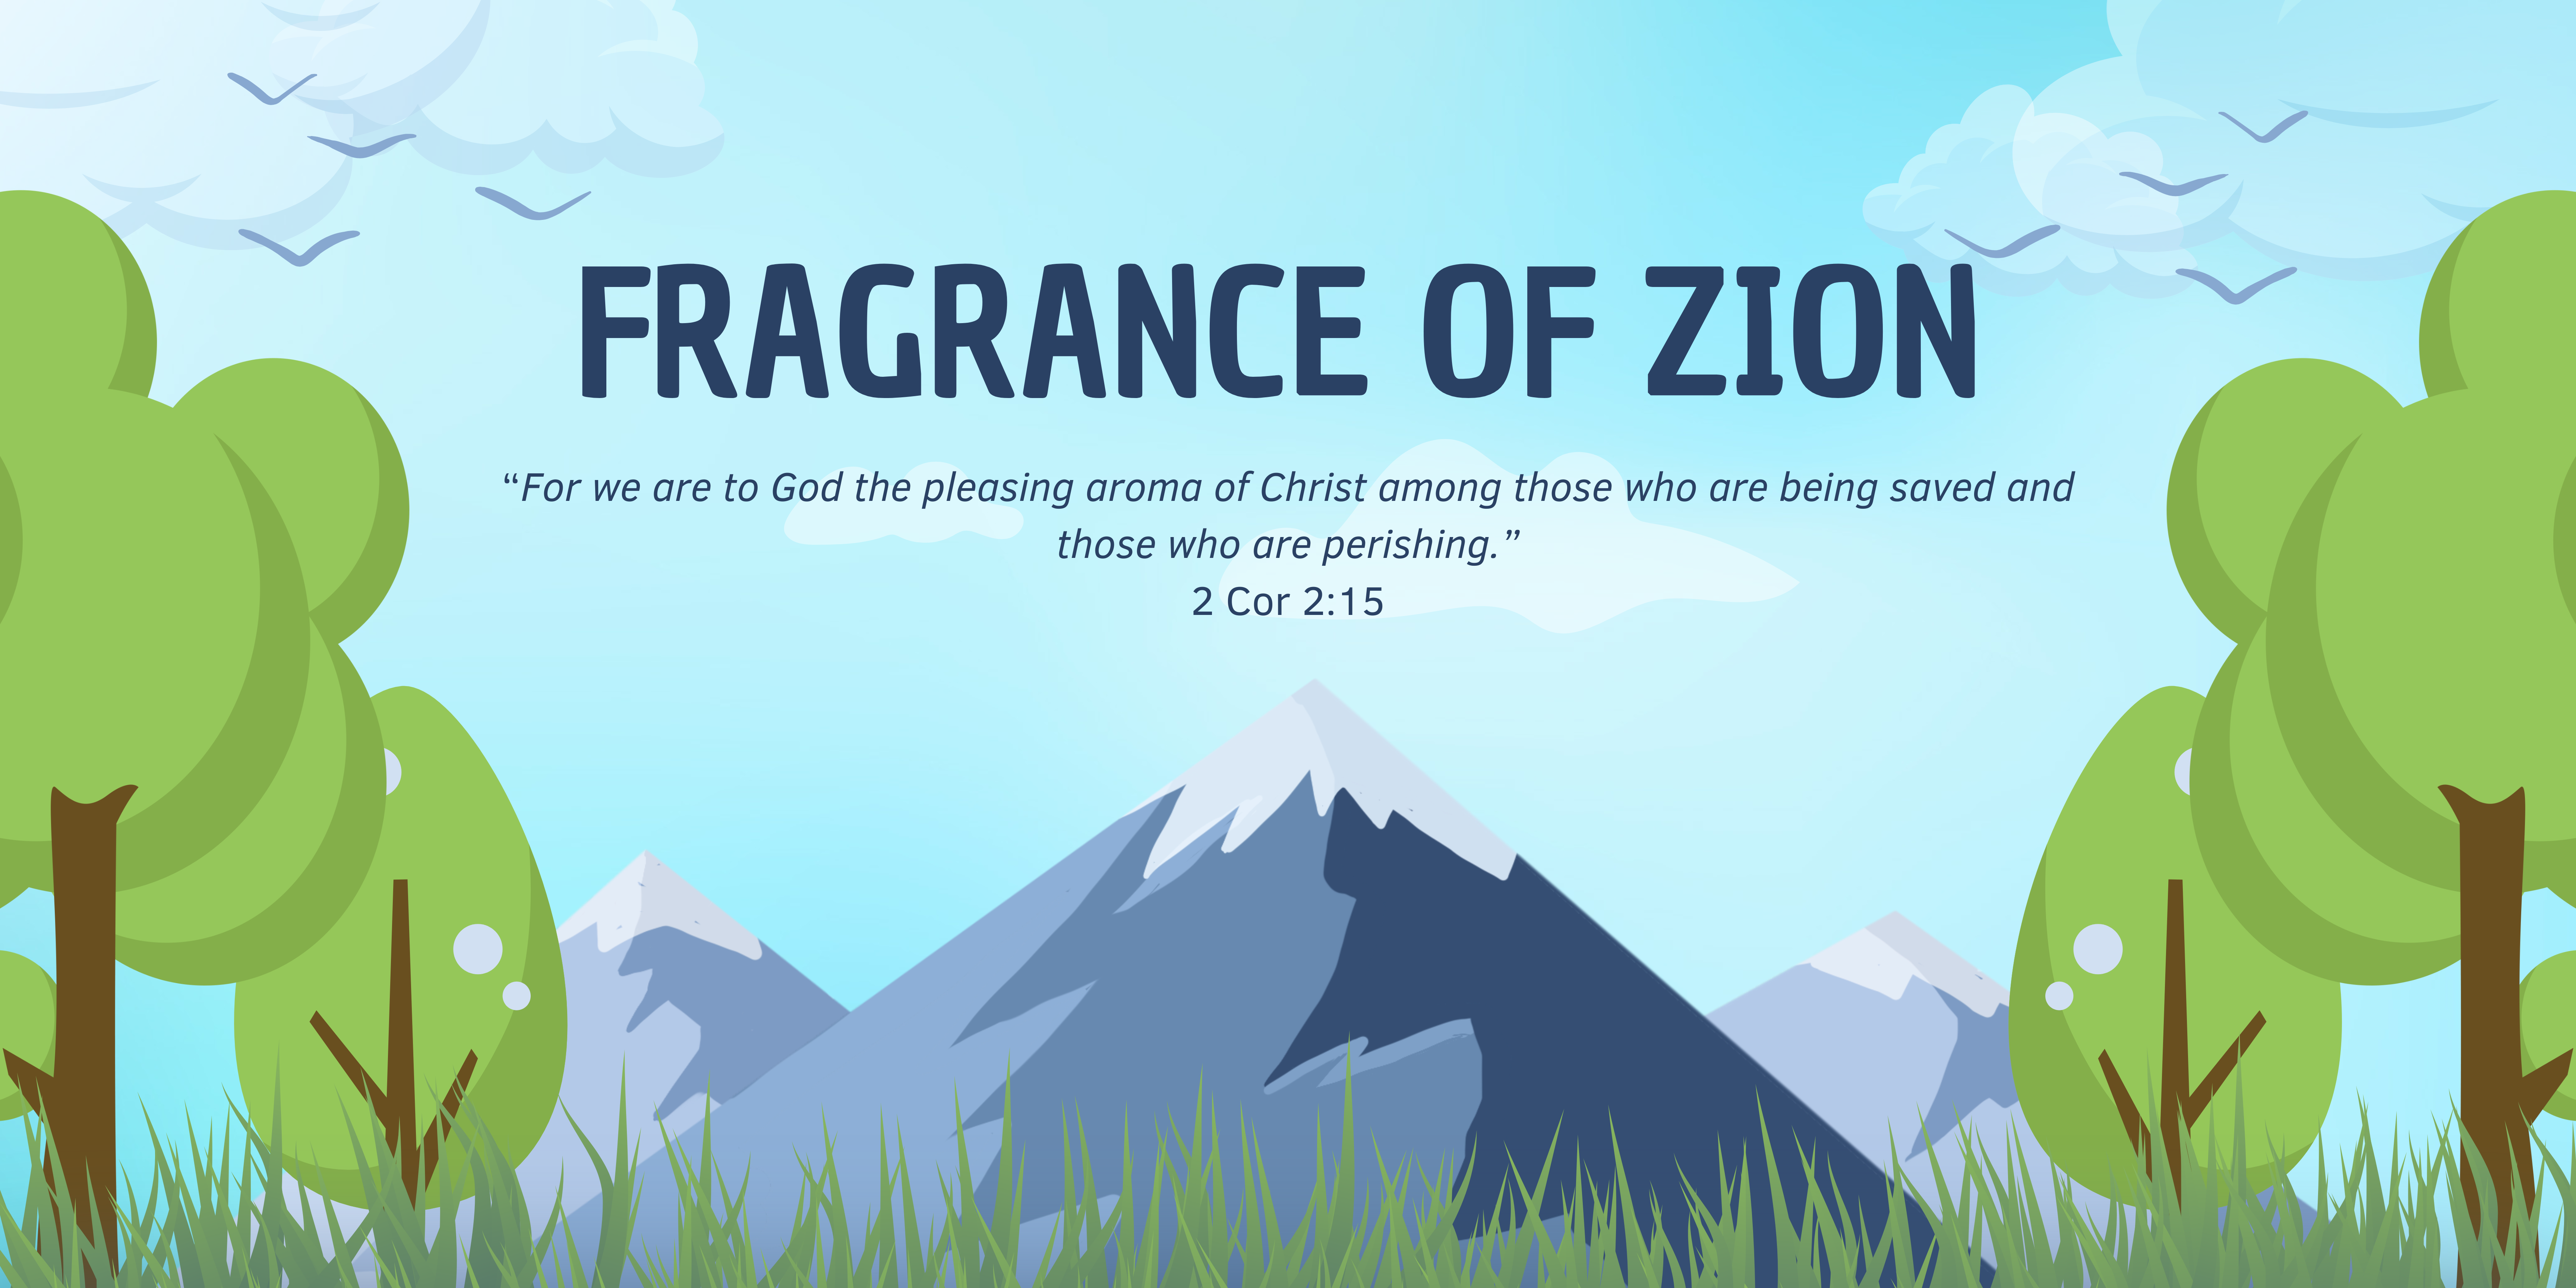 FRAGRANCE OF ZION
“For we are to God the pleasing aroma of Christ among those who are being saved and
those who are perishing.”
2 Cor 2:15